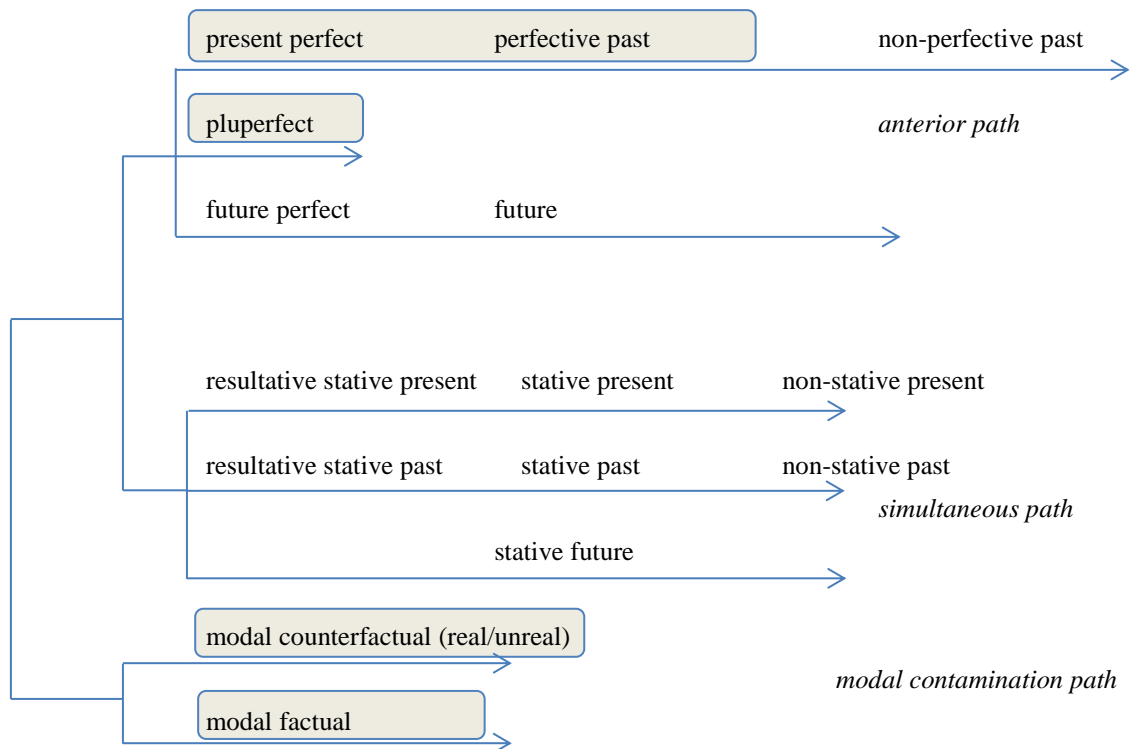 present perfect perfective past non-perfective past
pluperfect
anterior path
future perfect future
resultative stative present stative present non-stative present
resultative stative past stative past non-stative past
simultaneous path
stative future
modal counterfactual (real/unreal)
modal contamination path
modal factual